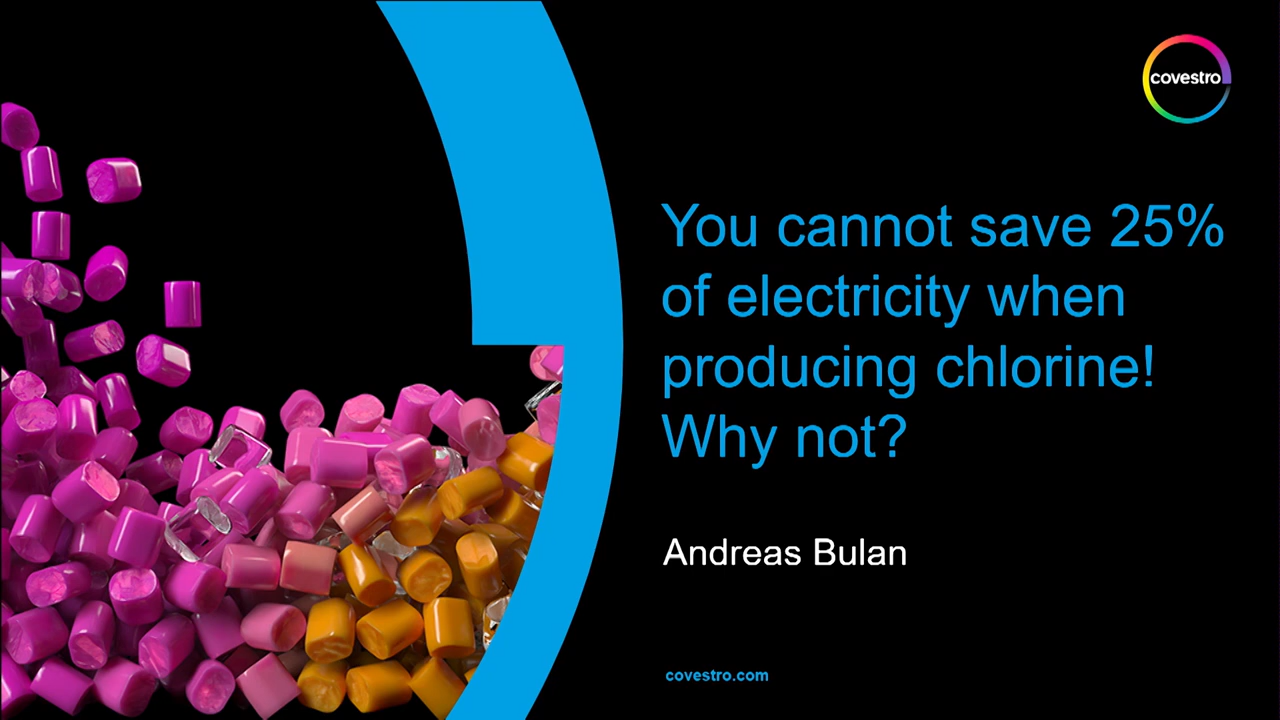 covestro
You cannot save 25%
of electricity when
producing chlorine!
Why not?
Andreas Bulan
covestro.com